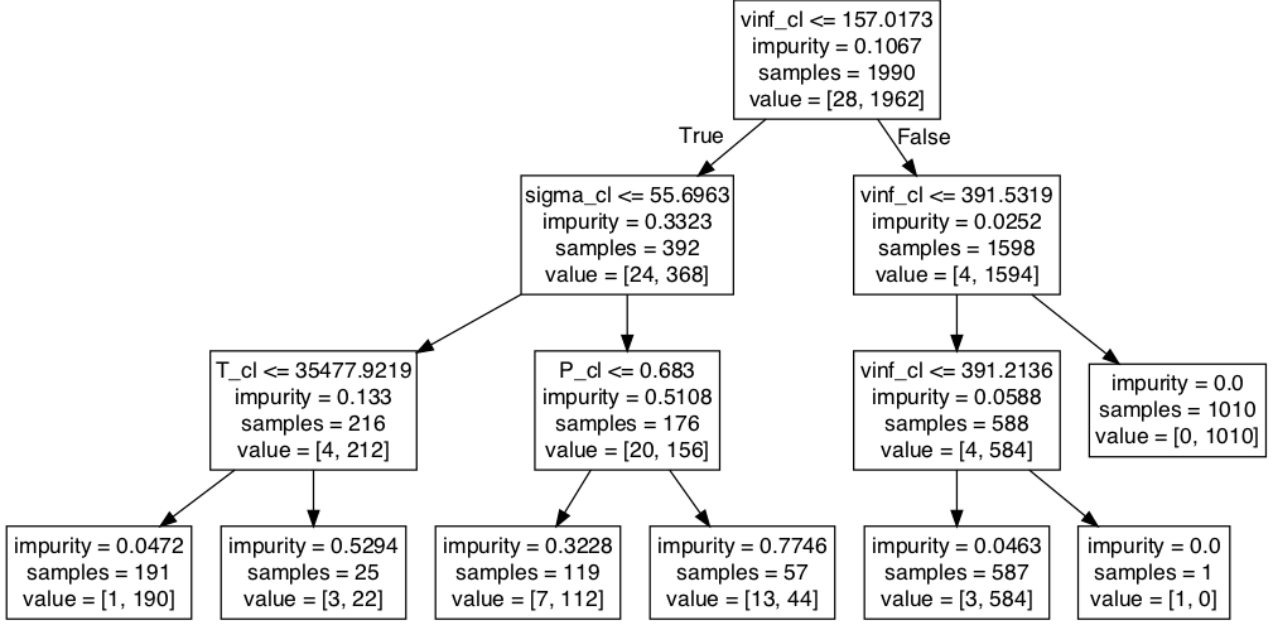 vinf_cl <= 157.0173
impurity = 0.1067
samples = 1990
value = [28, 1962]
True
False
sigma_cl <= 55.6963
impurity = 0.3323
samples = 392
value = [24, 368]
vinf_cl <= 391.5319
impurity = 0.0252
samples = 1598
value = [4, 1594]
T_cl <= 35477.9219
impurity = 0.133
samples = 216
value = [4, 212]
P_cl <= 0.683
impurity = 0.5108
samples = 176
value = [20, 156]
vinf_cl <= 391.2136
impurity = 0.0588
samples = 588
value = [4, 584]
impurity = 0.0
samples = 1010
value = [0, 1010]
impurity = 0.0472
samples = 191
value = [1, 190]
impurity = 0.5294
samples = 25
value = [3, 22]
impurity = 0.3228
samples = 119
value = [7, 112]
impurity = 0.7746
samples = 57
value = [13, 44]
impurity = 0.0463
samples = 587
value = [3, 584]
impurity = 0.0
samples = 1
value = [1, 0]